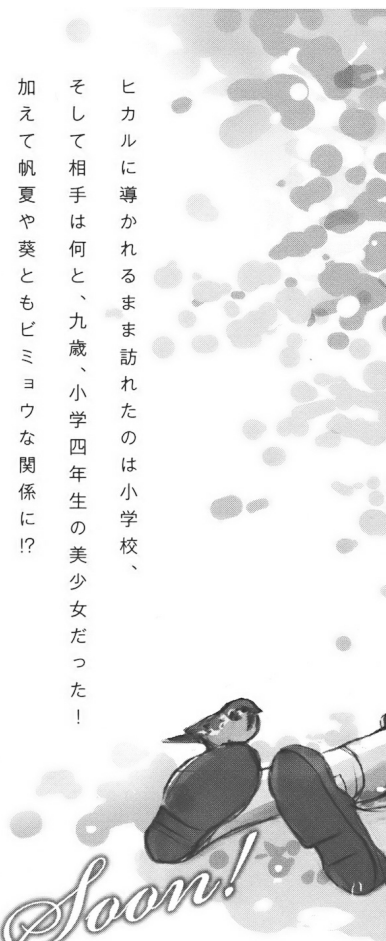 ヒカルに導かれるまま訪れたのは小学校、
そして相手は何と、九歳、小学四年生の美少女だった！
加えて帆夏や葵ともビミョウな関係に!?
Soon!